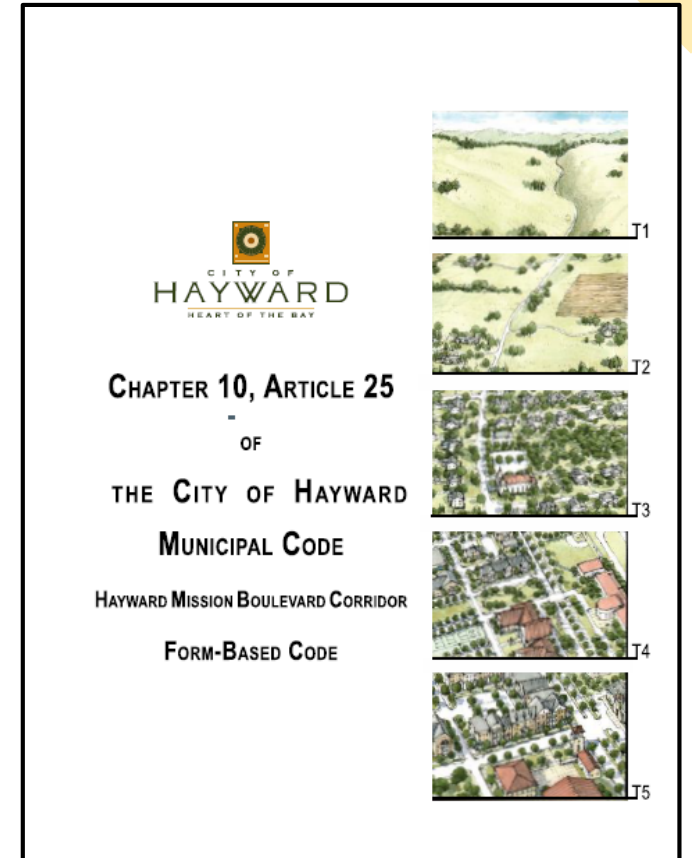 CITY OF
HAYWARD
HEART OF THE BAY
CHAPTER 10, ARTICLE 25
-
OF
THE CITY OF HAYWARD
MUNICIPAL CODE
HAYWARD MISSION BOULEVARD CORRIDOR
FORM-BASED CODE
T1
T2
T3
T4
T5